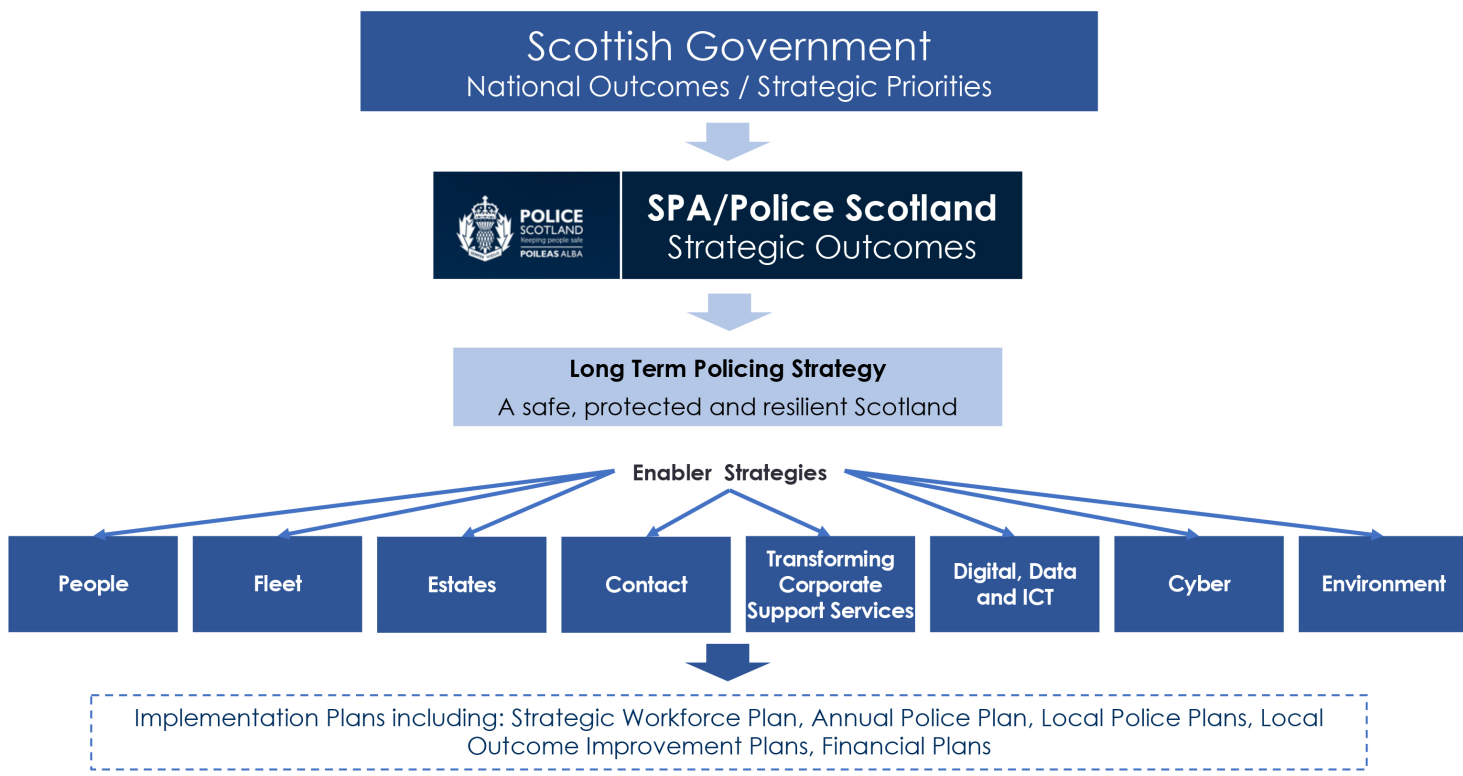 Scottish Government
National Outcomes / Strategic Priorities
POLICE
SCOTLAND
Keeping people safe
POILEAS ALBA
SPA/Police Scotland
Strategic Outcomes
Long Term Policing Strategy
A safe, protected and resilient Scotland
Enabler Strategies
People
Fleet
Estates
Contact
Transforming
Corporate
Support Services
Digital, Data
and ICT
Cyber
Environment
Implementation Plans including: Strategic Workforce Plan, Annual Police Plan, Local Police Plans, Local
Outcome Improvement Plans, Financial Plans